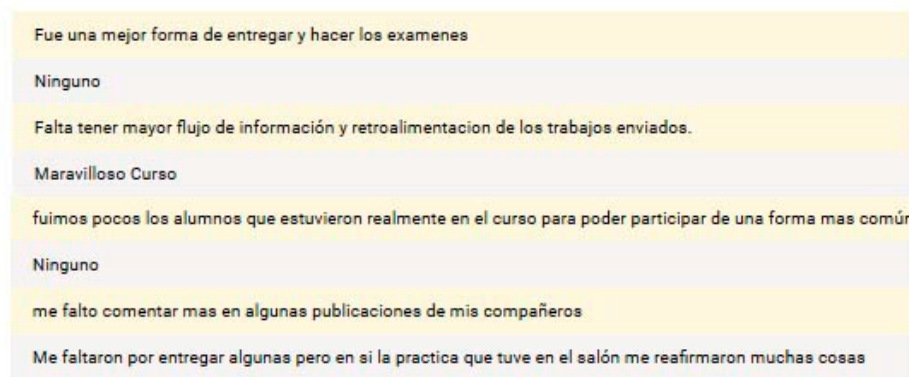 Fue una mejor forma de entregar y hacer los examenes
Ninguno
Falta tener mayor flujo de información y retroalimentacion de los trabajos enviados.
Maravilloso Curso
fuimos pocos los alumnos que estuvieron realmente en el curso para poder participar de una forma mas común
Ninguno
me falto comentar mas en algunas publicaciones de mis compañeros
Me faltaron por entregar algunas pero en si la practica que tuve en el salón me reafirmaron muchas cosas